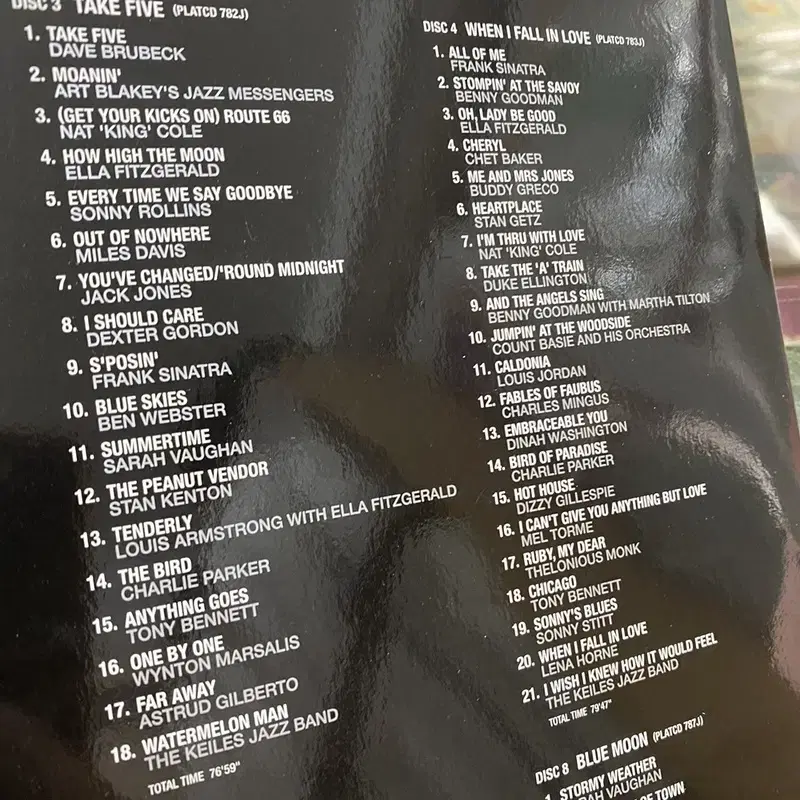 DISC 3 TAKE FIVE (PLATCD 782J)
1. TAKE FIVE
DAVE BRUBECK
2. MOANIN'
ART BLAKEY'S JAZZ MESSENGERS
3. (GET YOUR KICKS ON) ROUTE 66
NAT 'KING' COLE
4. HOW HIGH THE MOON
ELLA FITZGERALD
5. EVERY TIME WE SAY GOODBYE
SONNY ROLLINS
6. OUT OF NOWHERE
MILES DAVIS
7. YOU'VE CHANGED/'ROUND MIDNIGHT
JACK JONES
8. I SHOULD CARE
DEXTER GORDON
9. S'POSIN'
FRANK SINATRA
10. BLUE SKIES
BEN WEBSTER
11. SUMMERTIME
SARAH VAUGHAN
12. THE PEANUT VENDOR
STAN KENTON
13. TENDERLY
LOUIS ARMSTRONG WITH ELLA FITZGERALD
14. THE BIRD
CHARLIE PARKER
15. ANYTHING GOES
TONY BENNETT
16. ONE BY ONE
WYNTON MARSALIS
17. FAR AWAY
ASTRUD GILBERTO
18. WATERMELON MAN
THE KEILES JAZZ BAND
TOTAL TIME 76'59"
DISC 4 WHEN I FALL IN LOVE (PLATCD 783J)
1. ALL OF ME
FRANK SINATRA
2. STOMPIN' AT THE SAVOY
BENNY GOODMAN
3. OH, LADY BE GOOD
ELLA FITZGERALD
4. CHERYL
CHET BAKER
5. ME AND MRS JONES
BUDDY GRECO
6. HEARTPLACE
STAN GETZ
7. I'M THRU WITH LOVE
NAT 'KING' COLE
8. TAKE THE 'A' TRAIN
DUKE ELLINGTON
9. AND THE ANGELS SING
BENNY GOODMAN WITH MARTHA TILTON
10. JUMPIN' AT THE WOODSIDE
COUNT BASIE AND HIS ORCHESTRA
11. CALDONIA
LOUIS JORDAN
12. FABLES OF FAUBUS
CHARLES MINGUS
13. EMBRACEABLE YOU
DINAH WASHINGTON
14. BIRD OF PARADISE
CHARLIE PARKER
15. HOT HOUSE
DIZZY GILLESPIE
16. I CAN'T GIVE YOU ANYTHING BUT LOVE
MEL TORME
17. RUBY, MY DEAR
THELONIOUS MONK
18. CHICAGO
TONY BENNETT
19. SONNY'S BLUES
SONNY STITT
20. WHEN I FALL IN LOVE
LENA HORNE
21. I WISH I KNEW HOW IT WOULD FEEL
THE KEILES JAZZ BAND
TOTAL TIME 79'47"
DISC 8 BLUE MOON (PLATCD 787J)
1. STORMY WEATHER
VAUGHAN
OF TOWN